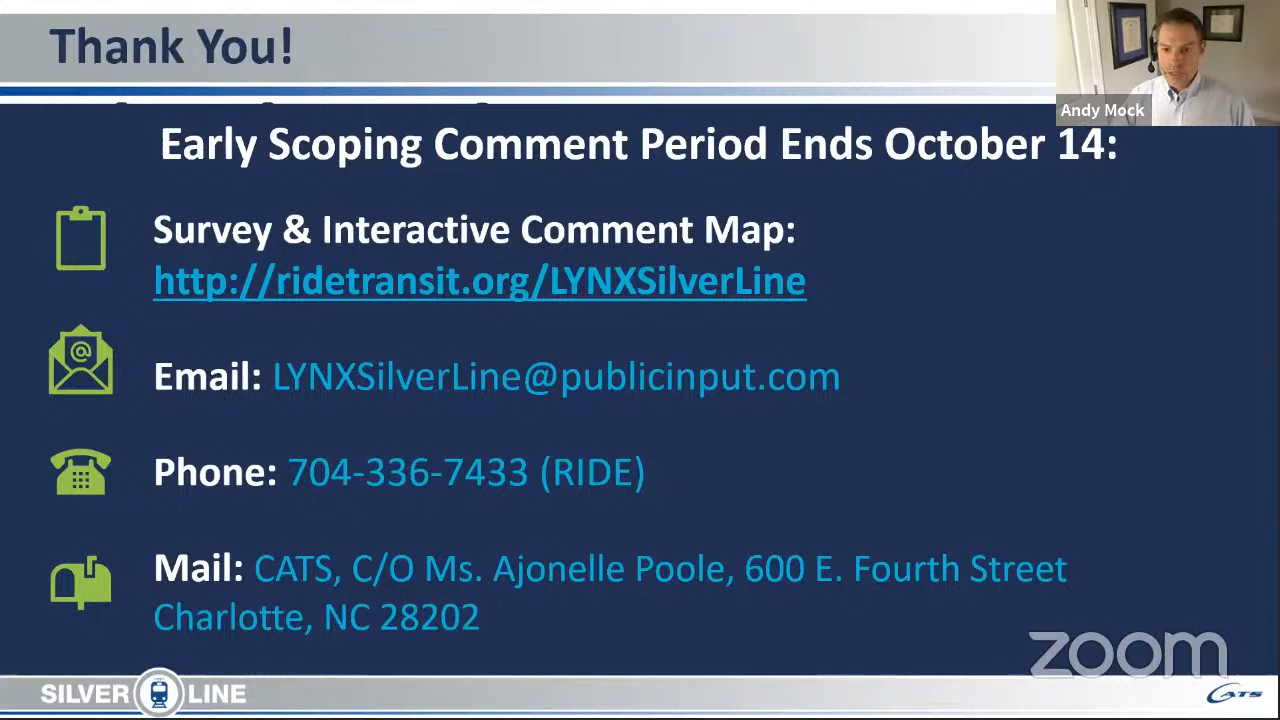 Thank You!
Andy Mock
Early Scoping Comment Period Ends October 14:
Survey & Interactive Comment Map:
http://ridetransit.org/LYNXSilverLine
@
Email: LYNXSilverLine@publicinput.com
Phone: 704-336-7433 (RIDE)
Mail: CATS, C/O Ms. Ajonelle Poole, 600 E. Fourth Street
Charlotte, NC 28202
zoom
SILVER LINE
CATS